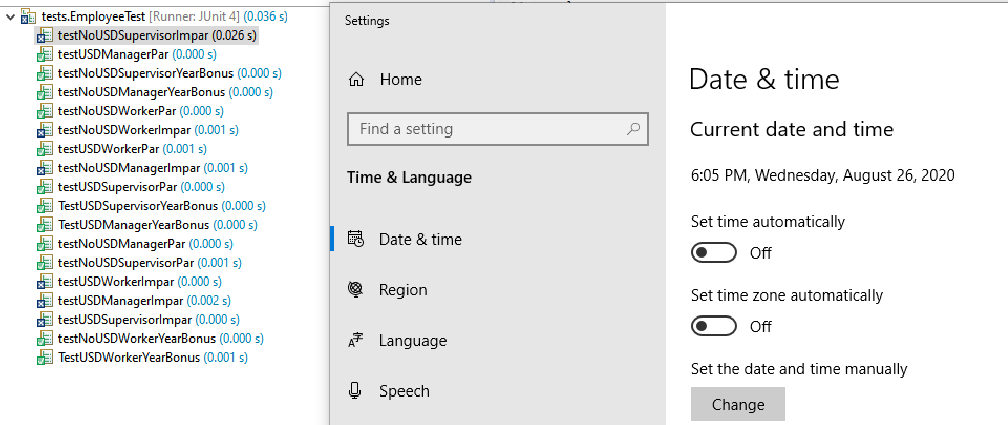 tests.EmployeeTest [Runner: JUnit 4] (0.036 s)
testNoUSDSupervisorImpar (0.026 s)
testUSDManagerPar (0.000 s)
testNoUSDSupervisorYearBonus (0.000 s)
testNoUSDManagerYearBonus (0.000 s)
testNoUSDWorkerPar (0.000 s)
testNoUSDWorkerImpar (0.001 s)
testUSDWorkerPar (0.001 s)
testNoUSDManagerImpar (0.001 s)
testUSDSupervisorPar (0.000 s)
TestUSDSupervisorYearBonus (0.000 s)
TestUSDManagerYearBonus (0.000 s)
testNoUSDManagerPar (0.000 s)
testNoUSDSupervisorPar (0.001 s)
testUSDWorkerImpar (0.000 s)
testUSDManagerImpar (0.002 s)
testUSDSupervisorImpar (0.000 s)
testNoUSDWorkerYearBonus (0.000 s)
TestUSDWorkerYearBonus (0.001 s)
Settings
Home
Find a setting
Time & Language
Date & time
Region
Language
Speech
Date & time
Current date and time
6:05 PM, Wednesday, August 26, 2020
Set time automatically
Off
Set time zone automatically
Off
Set the date and time manually
Change